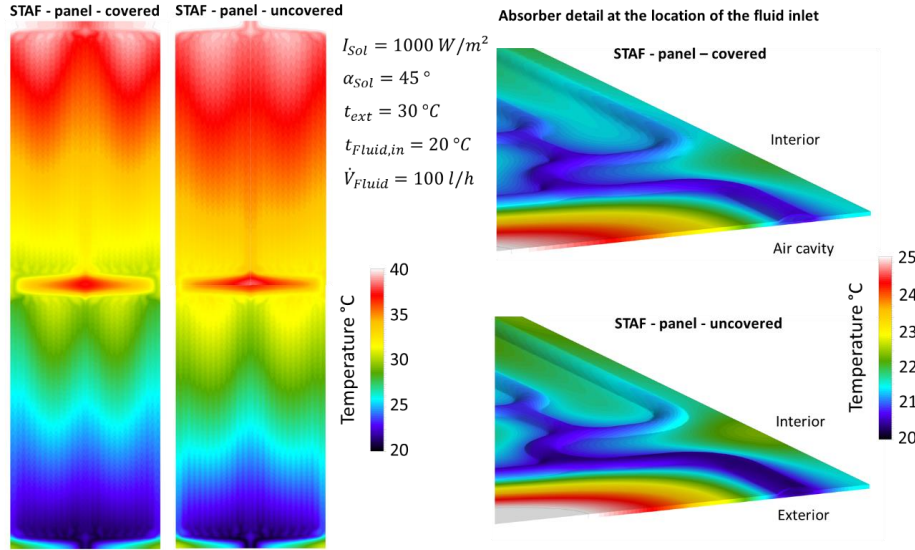 STAF - panel - covered
STAF - panel - uncovered
I_Sol = 1000 W/m²
α_Sol = 45 °
t_ext = 30 °C
t_Fluid,in = 20 °C
V̇_Fluid = 100 l/h
Temperature °C
40
35
30
25
20
Absorber detail at the location of the fluid inlet
STAF - panel – covered
Interior
Air cavity
STAF - panel - uncovered
Interior
Exterior
Temperature °C
25
24
23
22
21
20